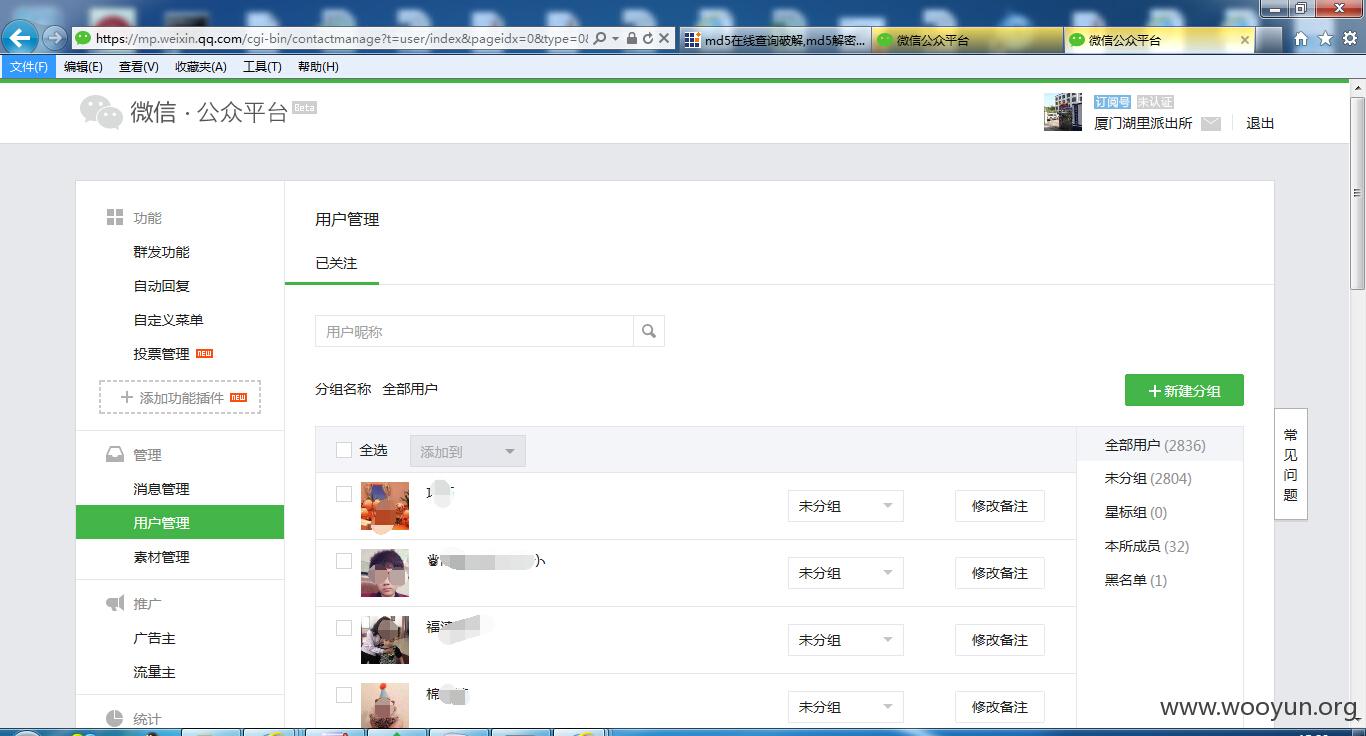 https://mp.weixin.qq.com/cgi-bin/contactmanage?t=user/index&pageidx=0&type=0&
md5在线查询破解,md5解密...
微信公众平台
微信公众平台
文件(F) 编辑(E) 查看(V) 收藏夹(A) 工具(T) 帮助(H)
微信·公众平台 Beta
订阅号 未认证
厦门湖里派出所 退出
功能
群发功能
自动回复
自定义菜单
投票管理 NEW
+ 添加功能插件 NEW
管理
消息管理
用户管理
素材管理
推广
广告主
流量主
统计
用户管理
已关注
用户昵称
分组名称 全部用户
+新建分组
全选 添加到
未分组 修改备注
未分组 修改备注
福
未分组 修改备注
棉
未分组 修改备注
全部用户 (2836)
未分组 (2804)
星标组 (0)
本所成员 (32)
黑名单 (1)
常见问题
www.wooyun.org